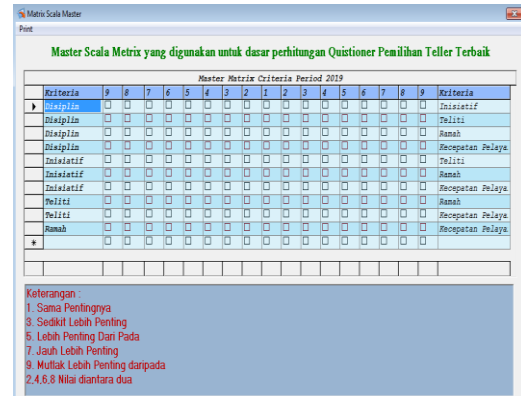 Matrix Scala Master
Print
Master Scala Metrix yang digunakan untuk dasar perhitungan Quistioner Pemilihan Teller Terbaik
Master Matrix Criteria Period 2019
Kriteria 9 8 7 6 5 4 3 2 1 2 3 4 5 6 7 8 9 Kriteria
Disiplin Inisiatif
Disiplin Teliti
Disiplin Ramah
Disiplin Kecepatan Pelaya
Inisiatif Teliti
Inisiatif Ramah
Inisiatif Kecepatan Pelaya
Teliti Ramah
Teliti Kecepatan Pelaya
Ramah Kecepatan Pelaya
Keterangan :
1. Sama Pentingnya
3. Sedikit Lebih Penting
5. Lebih Penting Dari Pada
7. Jauh Lebih Penting
9. Mutlak Lebih Penting daripada
2,4,6,8 Nilai diantara dua